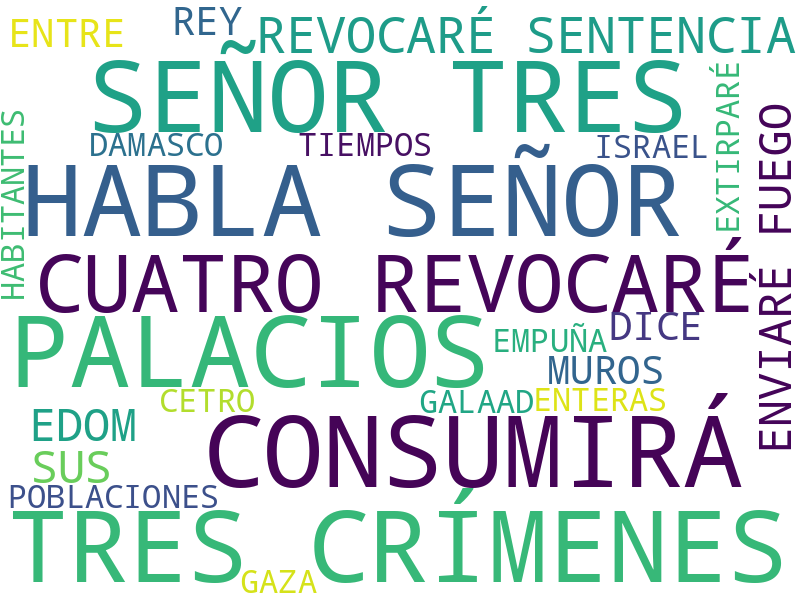 ENTRE
REY
REVOCARÉ SENTENCIA
SEÑOR TRES
DAMASCO
TIEMPOS
ISRAEL
EXTIRPARÉ
FUEGO
HABITANTES
HABLA SEÑOR
CUATRO REVOCARÉ
ENVIARÉ
PALACIOS
EMPUÑA
DICE
MUROS
CETRO
GALAAD
ENTERAS
EDOM
CONSUMIRÁ
SUS
POBLACIONES
TRES CRÍMENES
GAZA